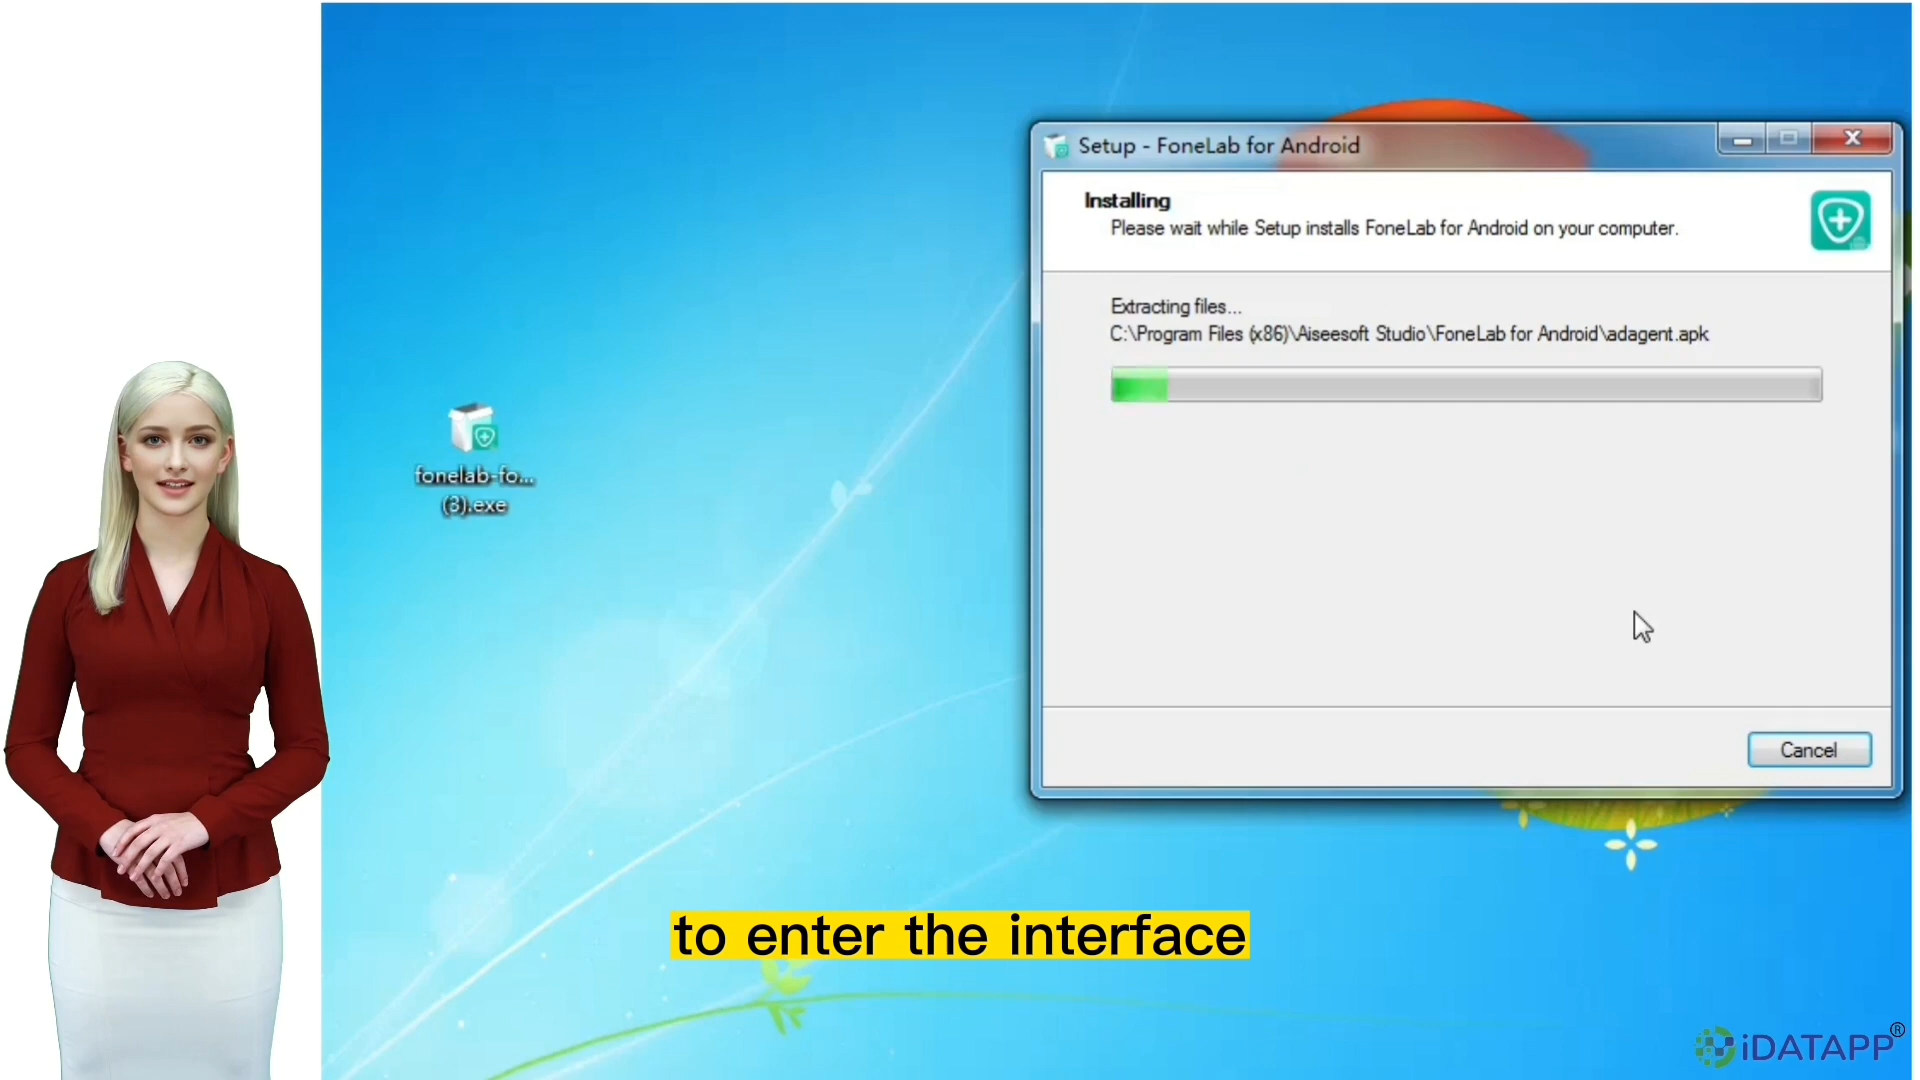 Setup - FoneLab for Android
Installing
Please wait while Setup installs FoneLab for Android on your computer.
Extracting files...
C:\Program Files (x86)\Aiseesoft Studio\FoneLab for Android\adagent.apk
fonelab-fo...
(3).exe
Cancel
to enter the interface
iDATAPP®